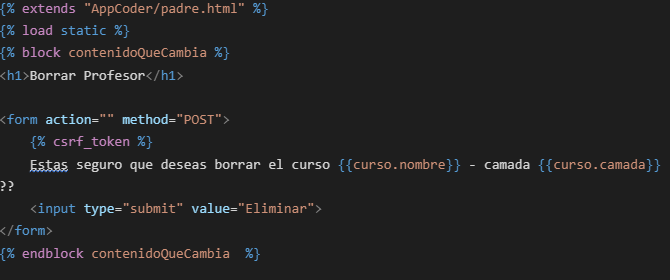 {% extends "AppCoder/padre.html" %}
{% load static %}
{% block contenidoQueCambia %}
<h1>Borrar Profesor</h1>
<form action="" method="POST">
{% csrf_token %}
Estas seguro que deseas borrar el curso {{curso.nombre}} - camada {{curso.camada}}
??
<input type="submit" value="Eliminar">
</form>
{% endblock contenidoQueCambia  %}